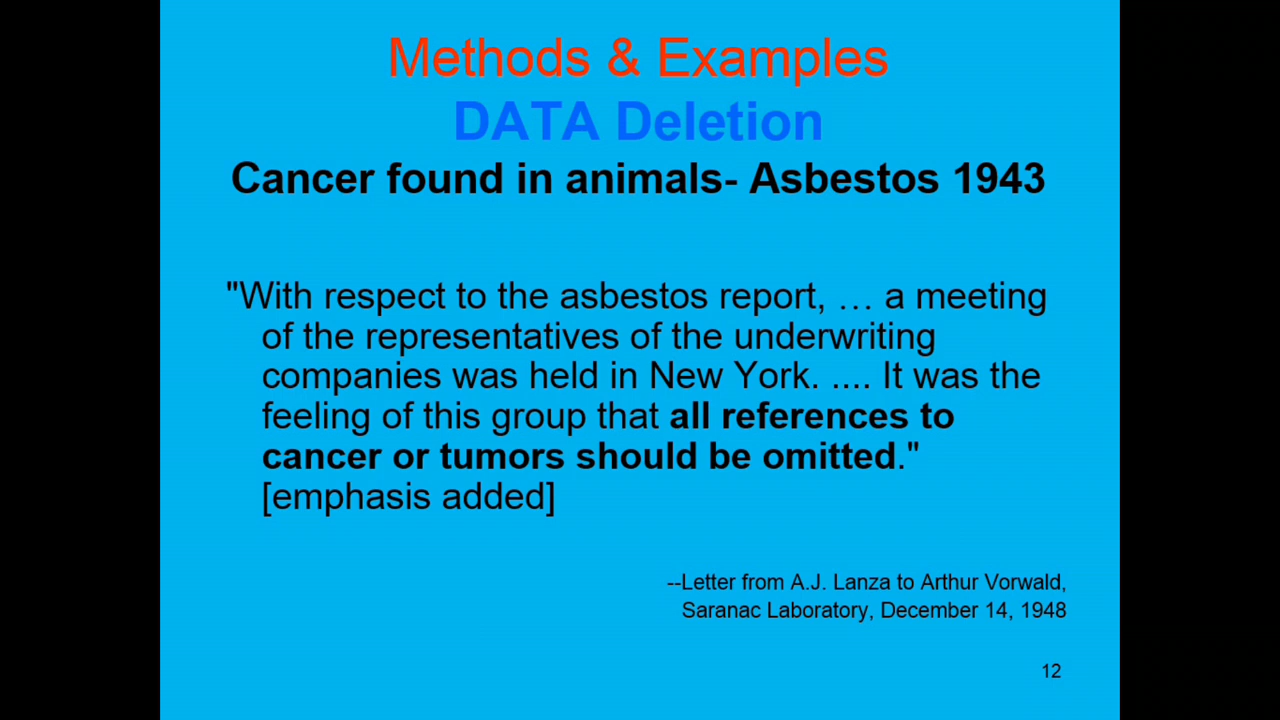 Methods & Examples
DATA Deletion
Cancer found in animals- Asbestos 1943
"With respect to the asbestos report, … a meeting
of the representatives of the underwriting
companies was held in New York. .... It was the
feeling of this group that all references to
cancer or tumors should be omitted."
[emphasis added]
--Letter from A.J. Lanza to Arthur Vorwald,
Saranac Laboratory, December 14, 1948
12